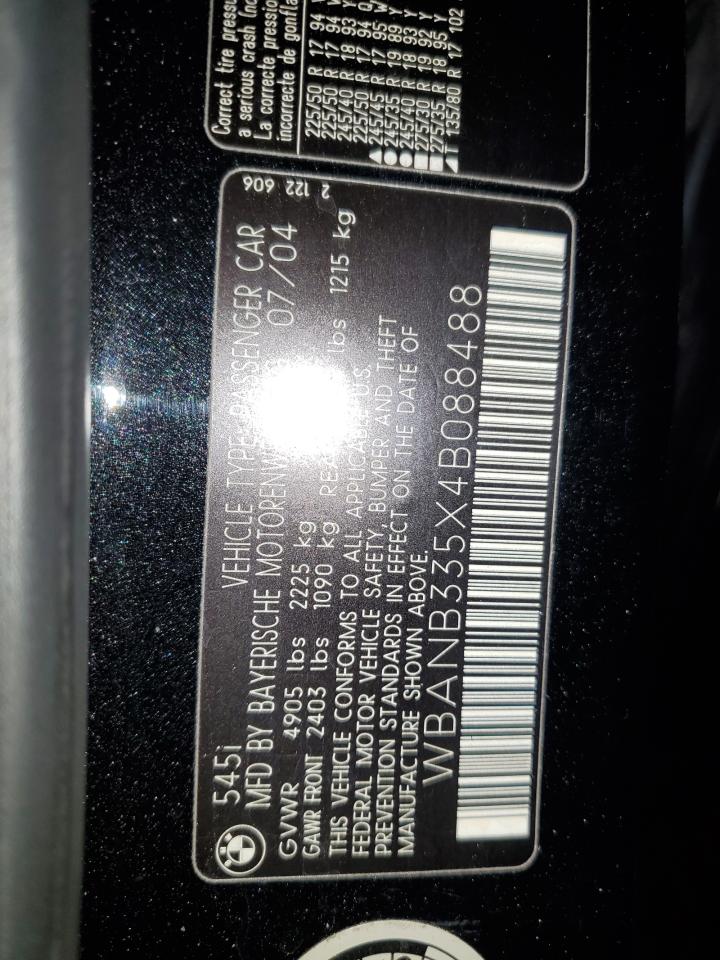 Correct tire pressu
a serious crash
La correcte pressio
incorrecte de gonfla
225/50 R 17 94
225/50 R 17 94 V
245/40 R 18 93 Y
225/50 R 17 94
245/45 R 17 95
245/35 R 19 89 Y
245/40 R 18 93 Y
275/30 R 19 92 Y
275/35 R 18 95 Y
T 135/80 R 17 102
2 122 606
545i VEHICLE TYPE: PASSENGER CAR
MFD BY BAYERISCHE MOTORENW 07/04
GVWR 4905 lbs 2225 kg
GAWR FRONT 2403 lbs 1090 kg lbs 1215 kg
THIS VEHICLE CONFORMS TO ALL APPLICABLE U.S.
FEDERAL MOTOR VEHICLE SAFETY, BUMPER AND THEFT
PREVENTION STANDARDS IN EFFECT ON THE DATE OF
MANUFACTURE SHOWN ABOVE.
WBANB335X4B088488